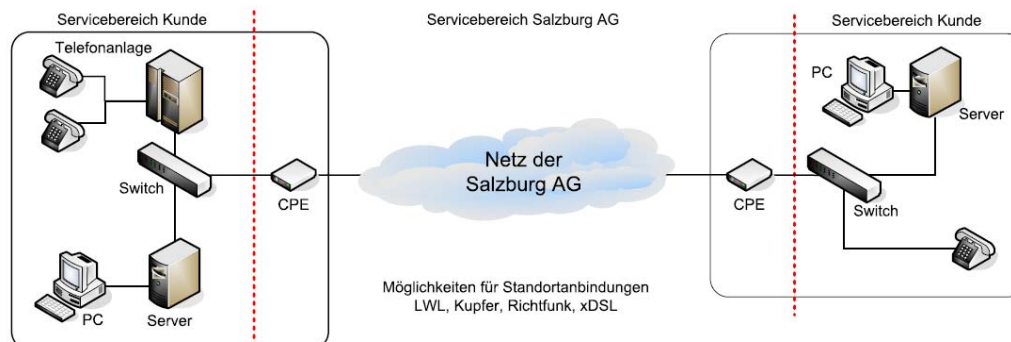 Servicebereich Kunde
Servicebereich Salzburg AG
Servicebereich Kunde
Telefonanlage
Switch
CPE
PC
Server
Netz der
Salzburg AG
Möglichkeiten für Standortanbindungen
LWL, Kupfer, Richtfunk, xDSL
PC
Server
CPE
Switch